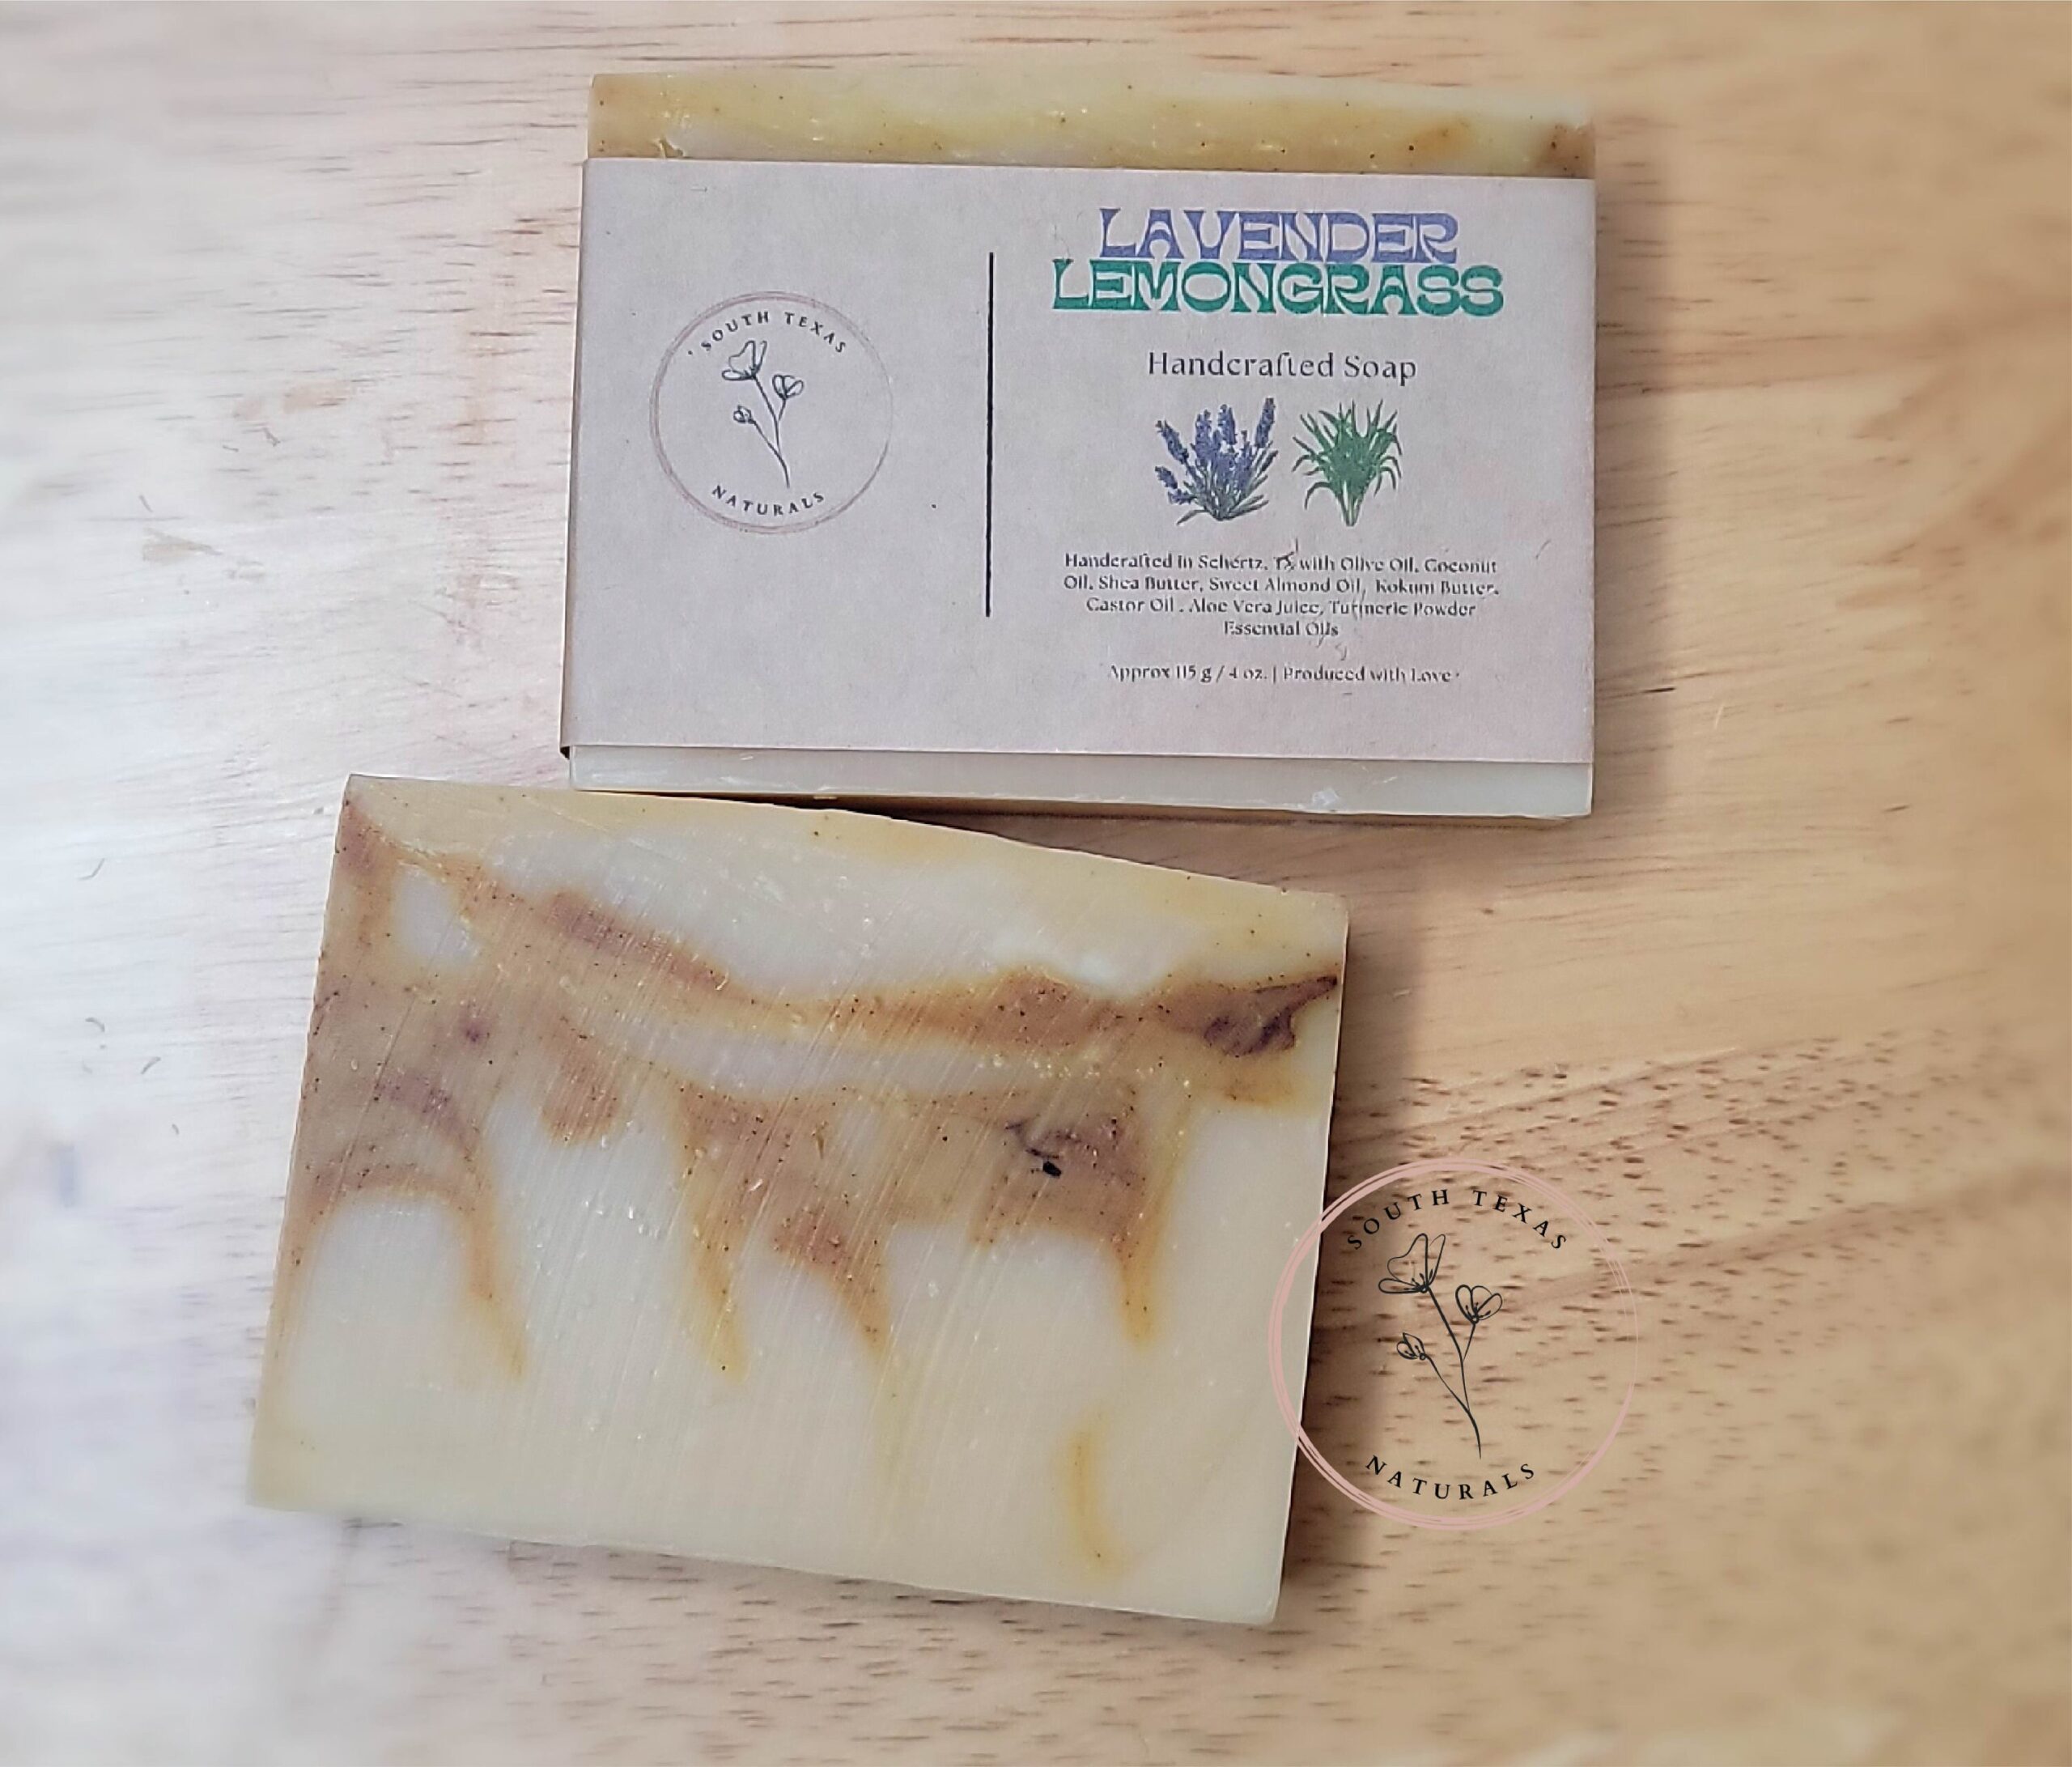 LAVENDER
LEMONGRASS
Handcrafted Soap
SOUTH TEXAS
NATURALS
Handcrafted in Schertz, TX with Olive Oil, Coconut
Oil, Shea Butter, Sweet Almond Oil, Kokum Butter,
Castor Oil , Aloe Vera Juice, Turmeric Powder
Essential Oils
Approx 115 g / 4 oz. | Produced with Love
SOUTH TEXAS
NATURALS